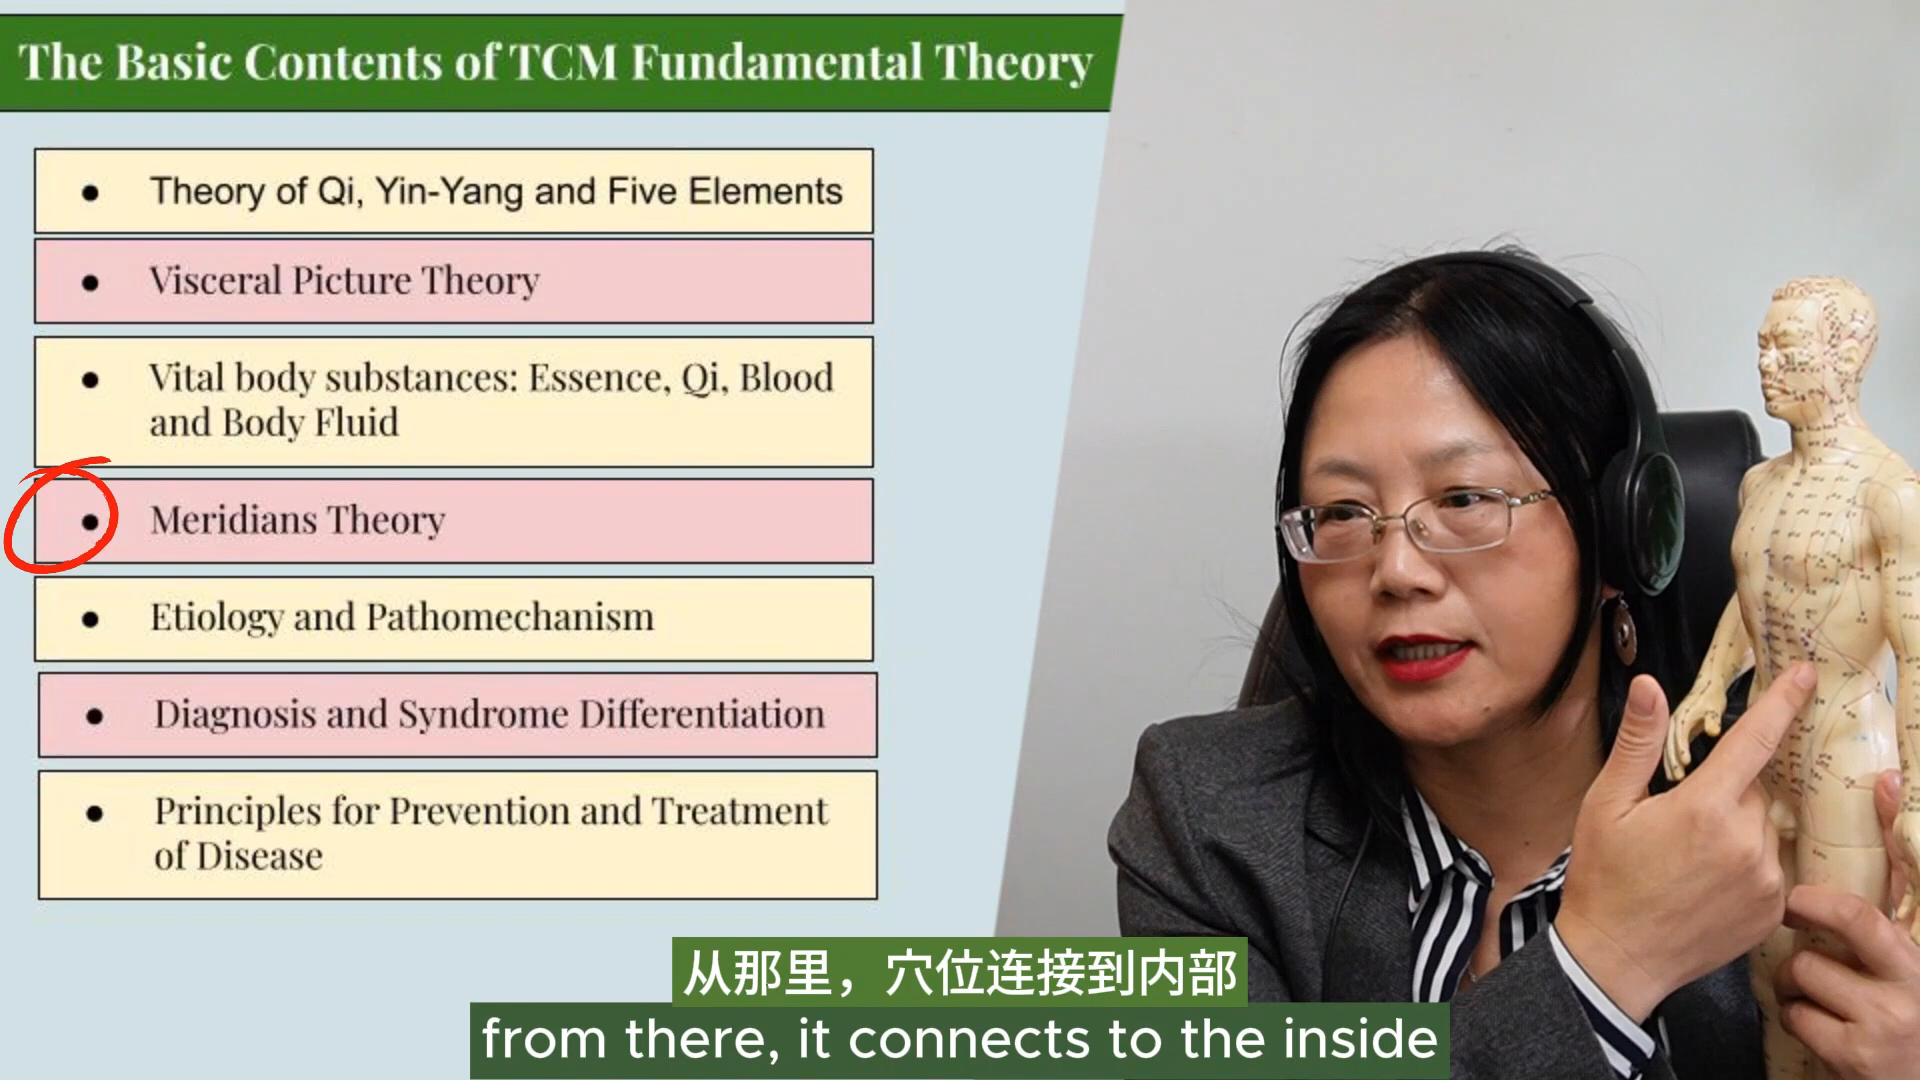 The Basic Contents of TCM Fundamental Theory
● Theory of Qi, Yin-Yang and Five Elements
● Visceral Picture Theory
● Vital body substances: Essence, Qi, Blood
and Body Fluid
● Meridians Theory
● Etiology and Pathomechanism
● Diagnosis and Syndrome Differentiation
● Principles for Prevention and Treatment
of Disease
从那里，穴位连接到内部
from there, it connects to the inside